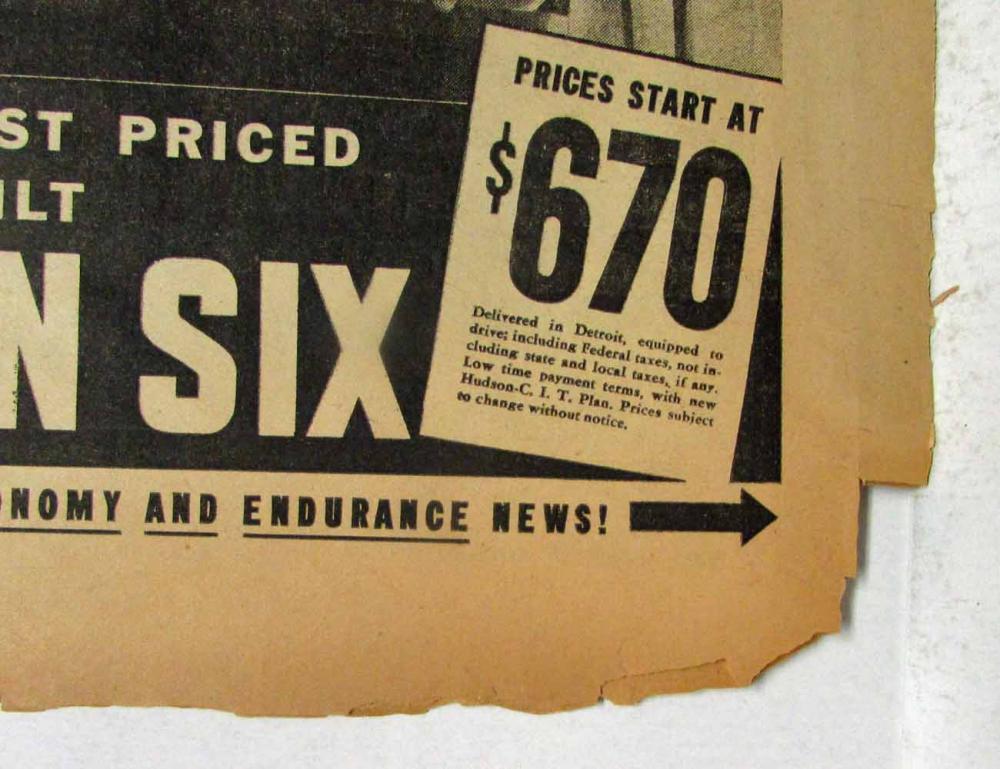 ST PRICED
ILT
N SIX
PRICES START AT
$670
Delivered in Detroit, equipped to
drive; including Federal taxes, not in-
cluding state and local taxes, if any.
Low time payment terms, with new
Hudson-C. I. T. Plan. Prices subject
to change without notice.
NOMY AND ENDURANCE NEWS!